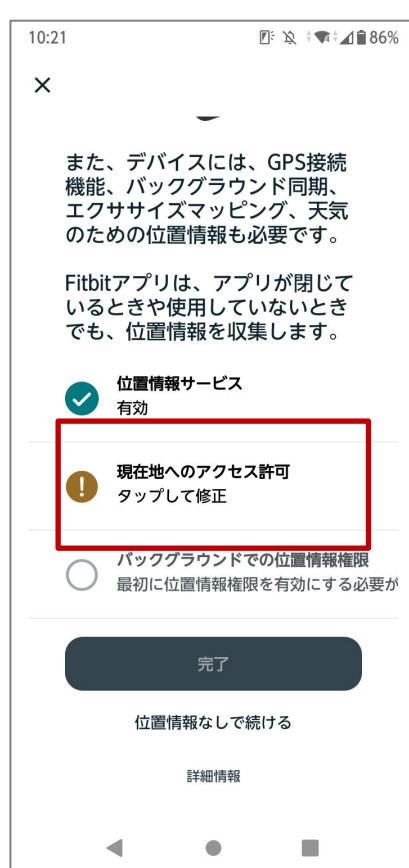 10:21
86%
また、デバイスには、GPS接続
機能、バックグラウンド同期、
エクササイズマッピング、天気
のための位置情報も必要です。
Fitbitアプリは、アプリが閉じて
いるときや使用していないとき
でも、位置情報を収集します。
位置情報サービス
有効
現在地へのアクセス許可
タップして修正
バックグラウンドでの位置情報権限
最初に位置情報権限を有効にする必要が
完了
位置情報なしで続ける
詳細情報